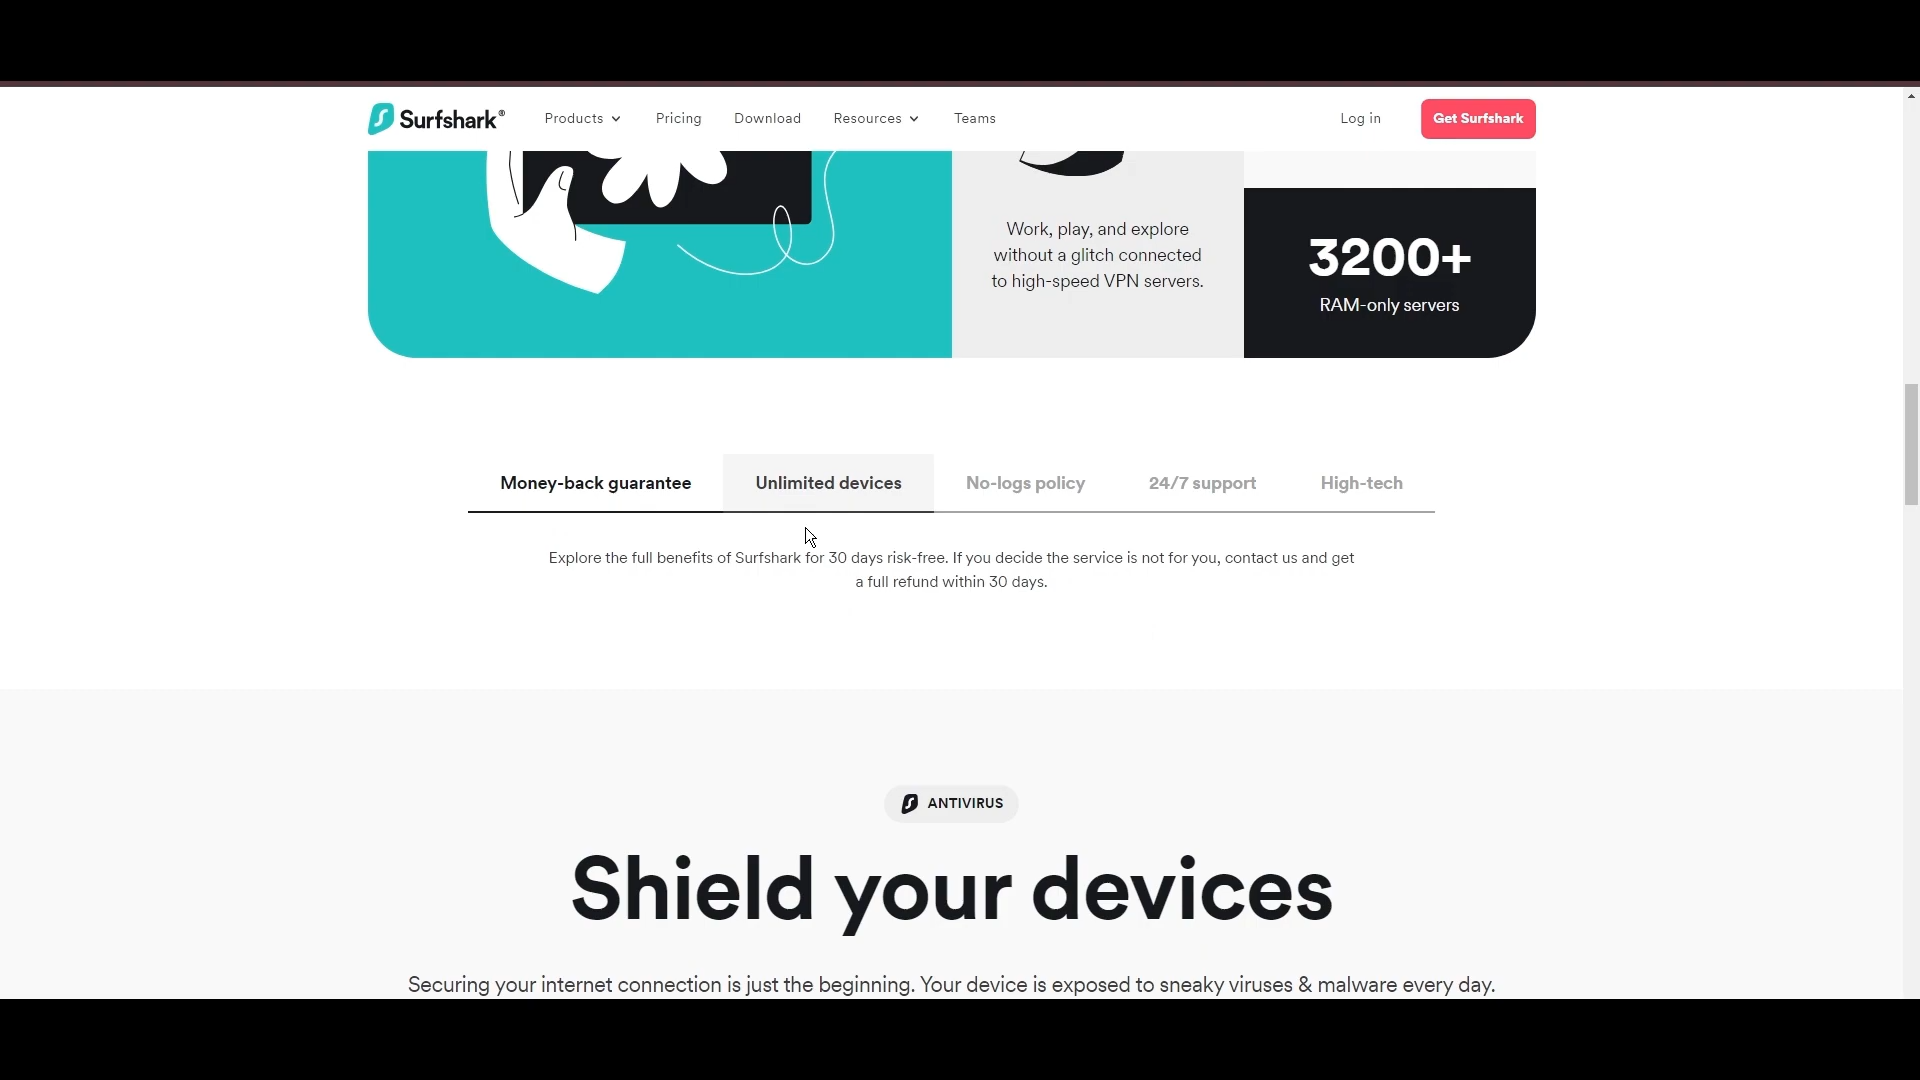 Surfshark®
Products
Pricing
Download
Resources
Teams
Log in
Get Surfshark
Work, play, and explore
without a glitch connected
to high-speed VPN servers.
3200+
RAM-only servers
Money-back guarantee
Unlimited devices
No-logs policy
24/7 support
High-tech
Explore the full benefits of Surfshark for 30 days risk-free. If you decide the service is not for you, contact us and get
a full refund within 30 days.
ANTIVIRUS
Shield your devices
Securing your internet connection is just the beginning. Your device is exposed to sneaky viruses & malware every day.